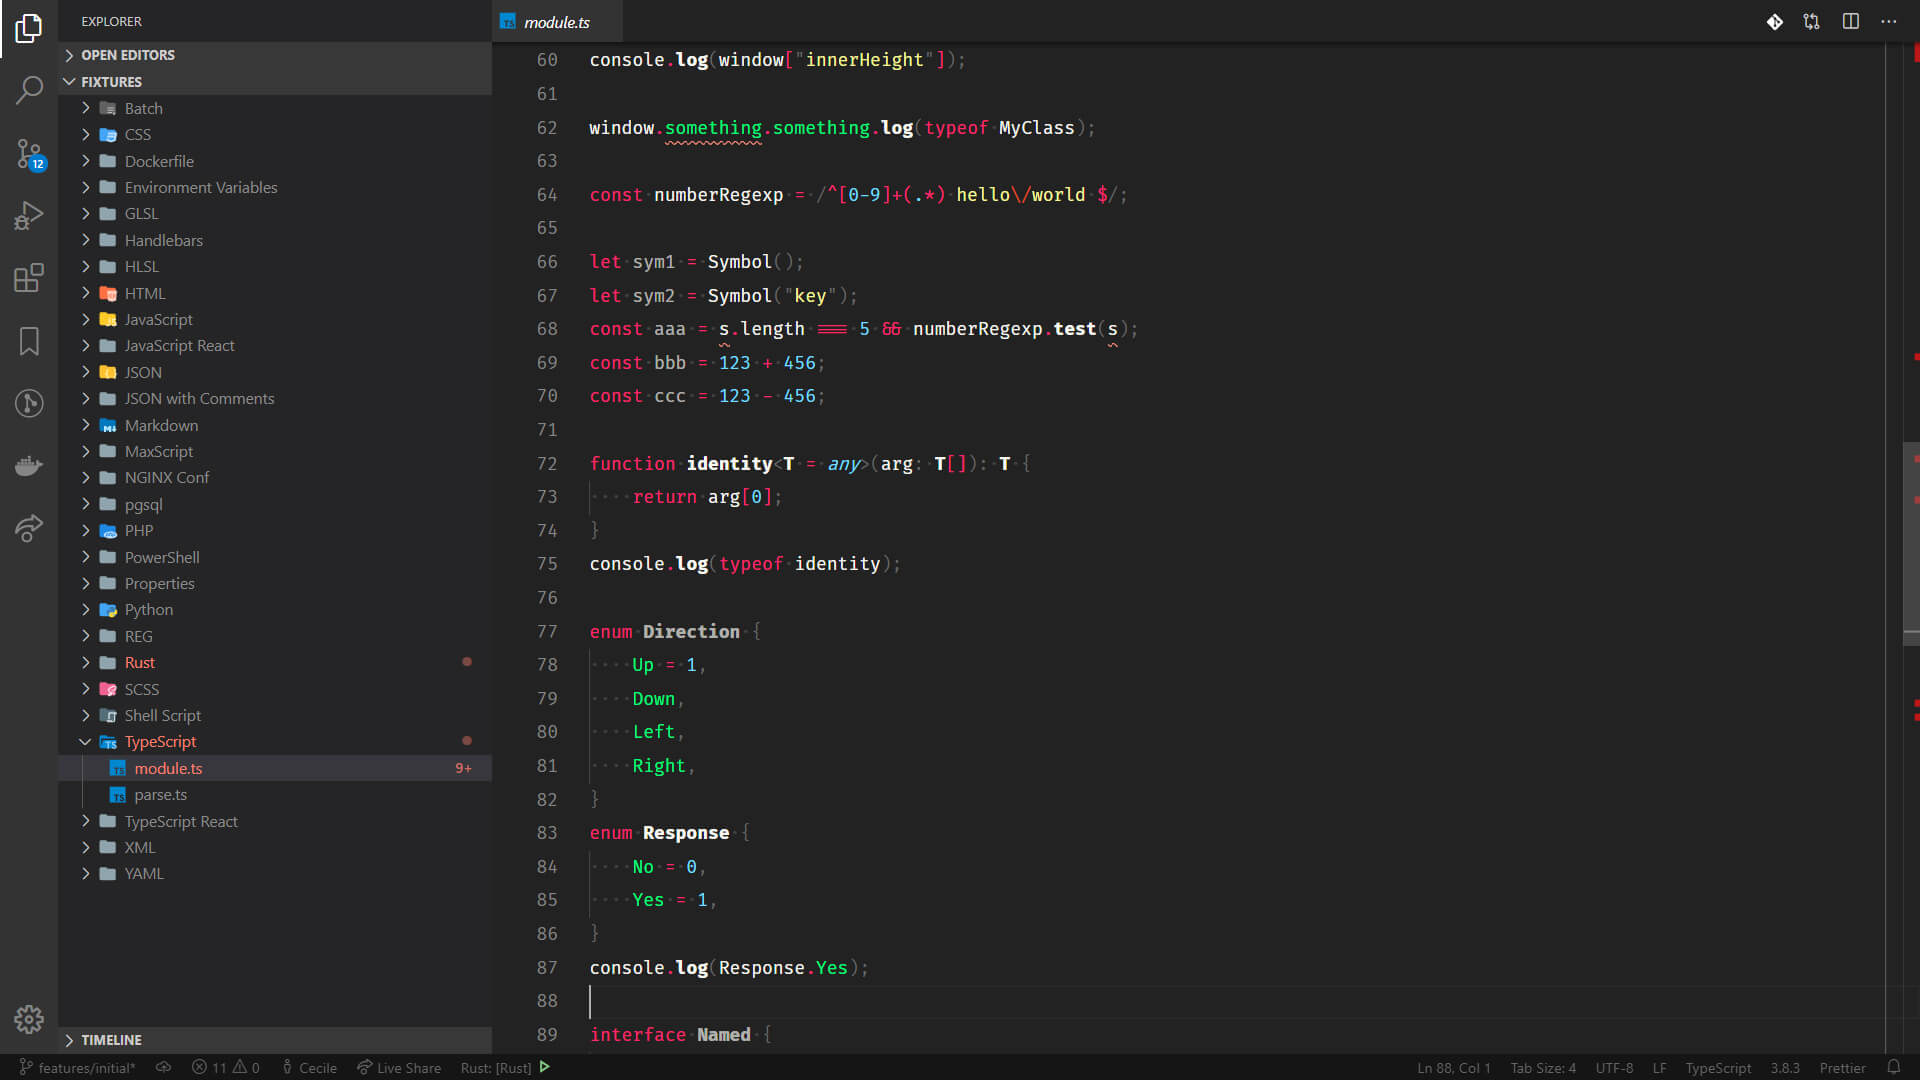 EXPLORER
OPEN EDITORS
FIXTURES
Batch
CSS
Dockerfile
Environment Variables
GLSL
Handlebars
HLSL
HTML
JavaScript
JavaScript React
JSON
JSON with Comments
Markdown
MaxScript
NGINX Conf
pgsql
PHP
PowerShell
Properties
Python
REG
Rust
SCSS
Shell Script
TypeScript
module.ts 9+
parse.ts
TypeScript React
XML
YAML
TIMELINE
12
module.ts
60 console.log(window["innerHeight"]);
61
62 window.something.something.log(typeof MyClass);
63
64 const numberRegexp = /^[0-9]+(.*) hello\/world $/;
65
66 let sym1 = Symbol();
67 let sym2 = Symbol("key");
68 const aaa = s.length === 5 && numberRegexp.test(s);
69 const bbb = 123 + 456;
70 const ccc = 123 - 456;
71
72 function identity<T = any>(arg: T[]): T {
73     return arg[0];
74 }
75 console.log(typeof identity);
76
77 enum Direction {
78     Up = 1,
79     Down,
80     Left,
81     Right,
82 }
83 enum Response {
84     No = 0,
85     Yes = 1,
86 }
87 console.log(Response.Yes);
88
89 interface Named {
features/initial* 11 0 Cecile Live Share Rust: [Rust] Ln 88, Col 1 Tab Size: 4 UTF-8 LF TypeScript 3.8.3 Prettier